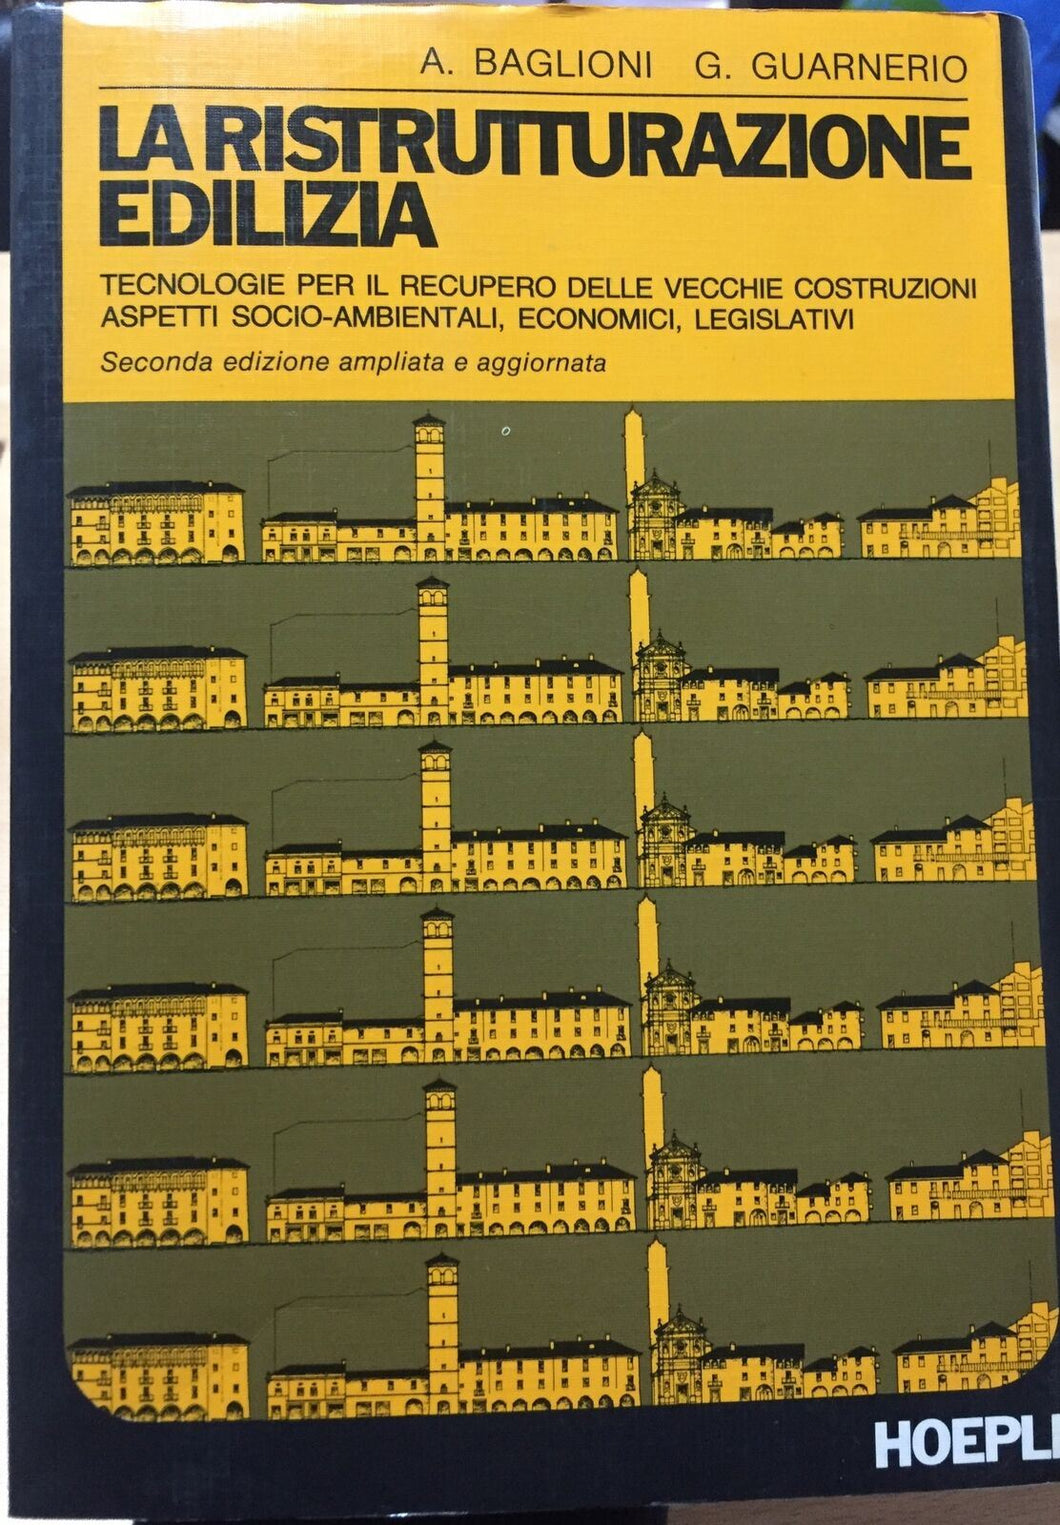 A. BAGLIONI G. GUARNERIO
LA RISTRUTTURAZIONE
EDILIZIA
TECNOLOGIE PER IL RECUPERO DELLE VECCHIE COSTRUZIONI
ASPETTI SOCIO-AMBIENTALI, ECONOMICI, LEGISLATIVI
Seconda edizione ampliata e aggiornata
HOEPLI